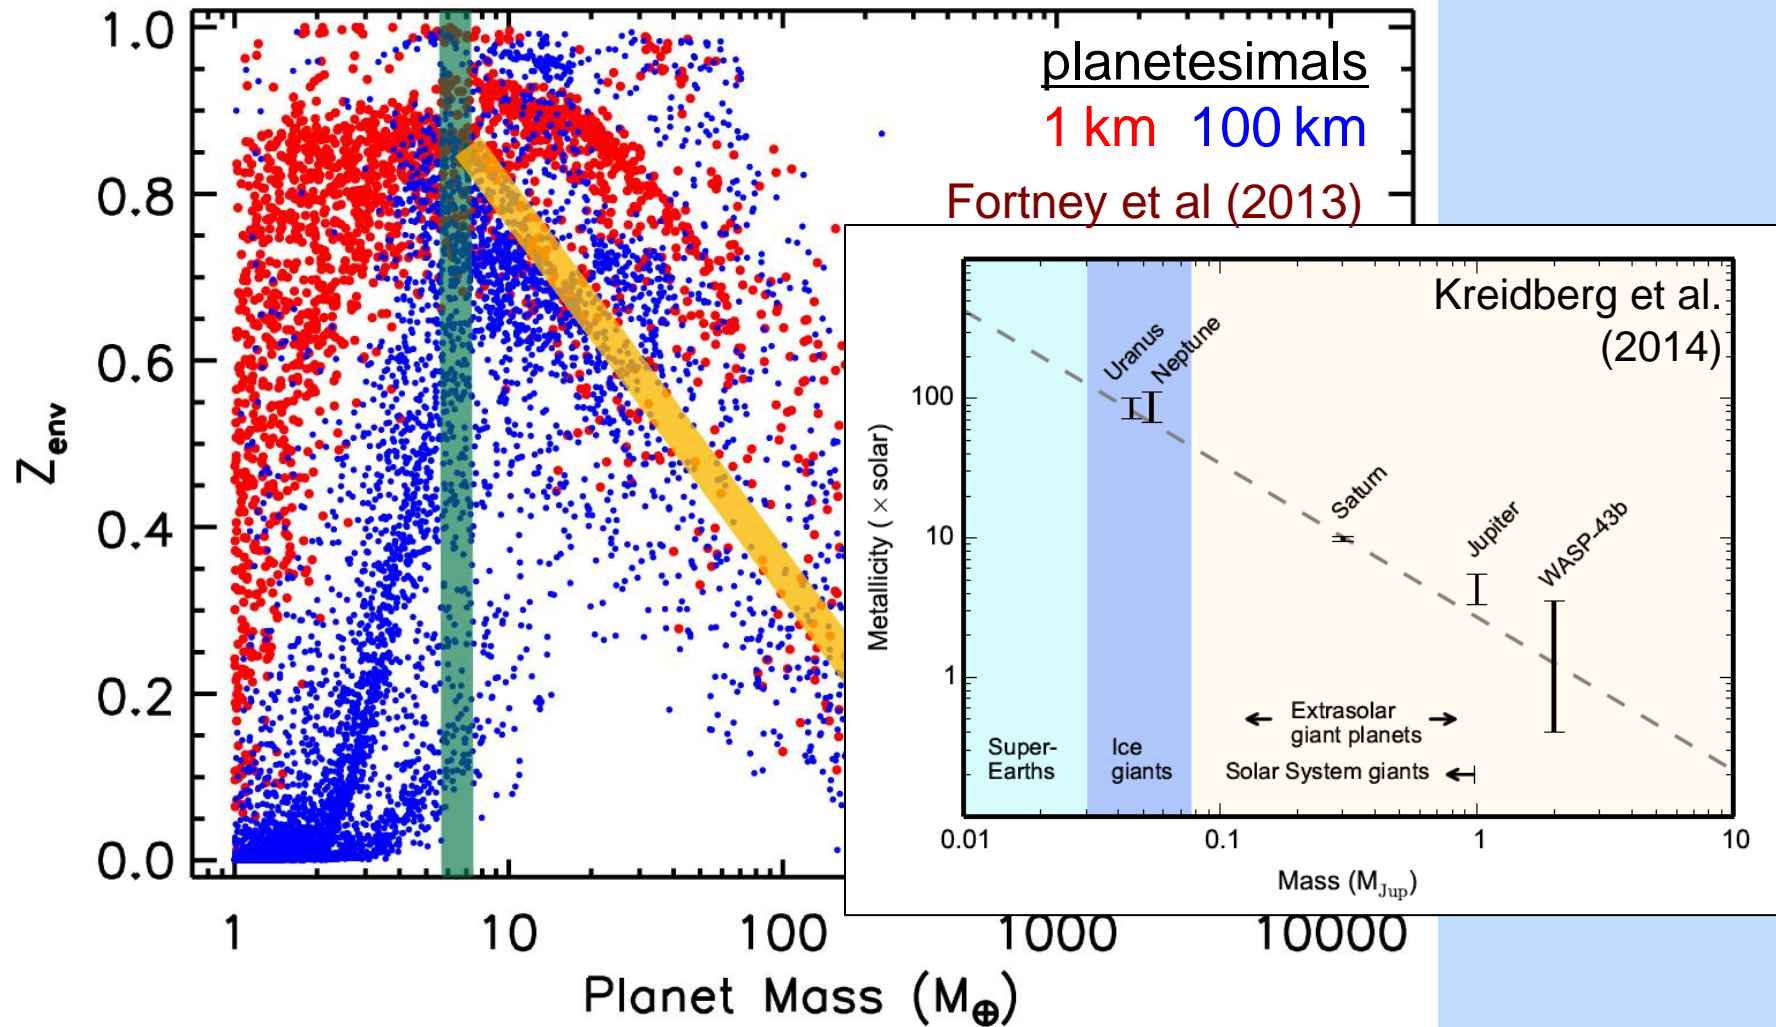 1.0
0.8
0.6
0.4
0.2
0.0
Z_env
1 10 100 1000 10000
Planet Mass (M⊕)
planetesimals
1 km 100 km
Fortney et al (2013)
Kreidberg et al.
(2014)
Uranus
Neptune
Saturn
Jupiter
WASP-43b
100
10
1
Metallicity (× solar)
Extrasolar
giant planets
Super-
Earths
Ice
giants
Solar System giants
0.01 0.1 1 10
Mass (M_Jup)